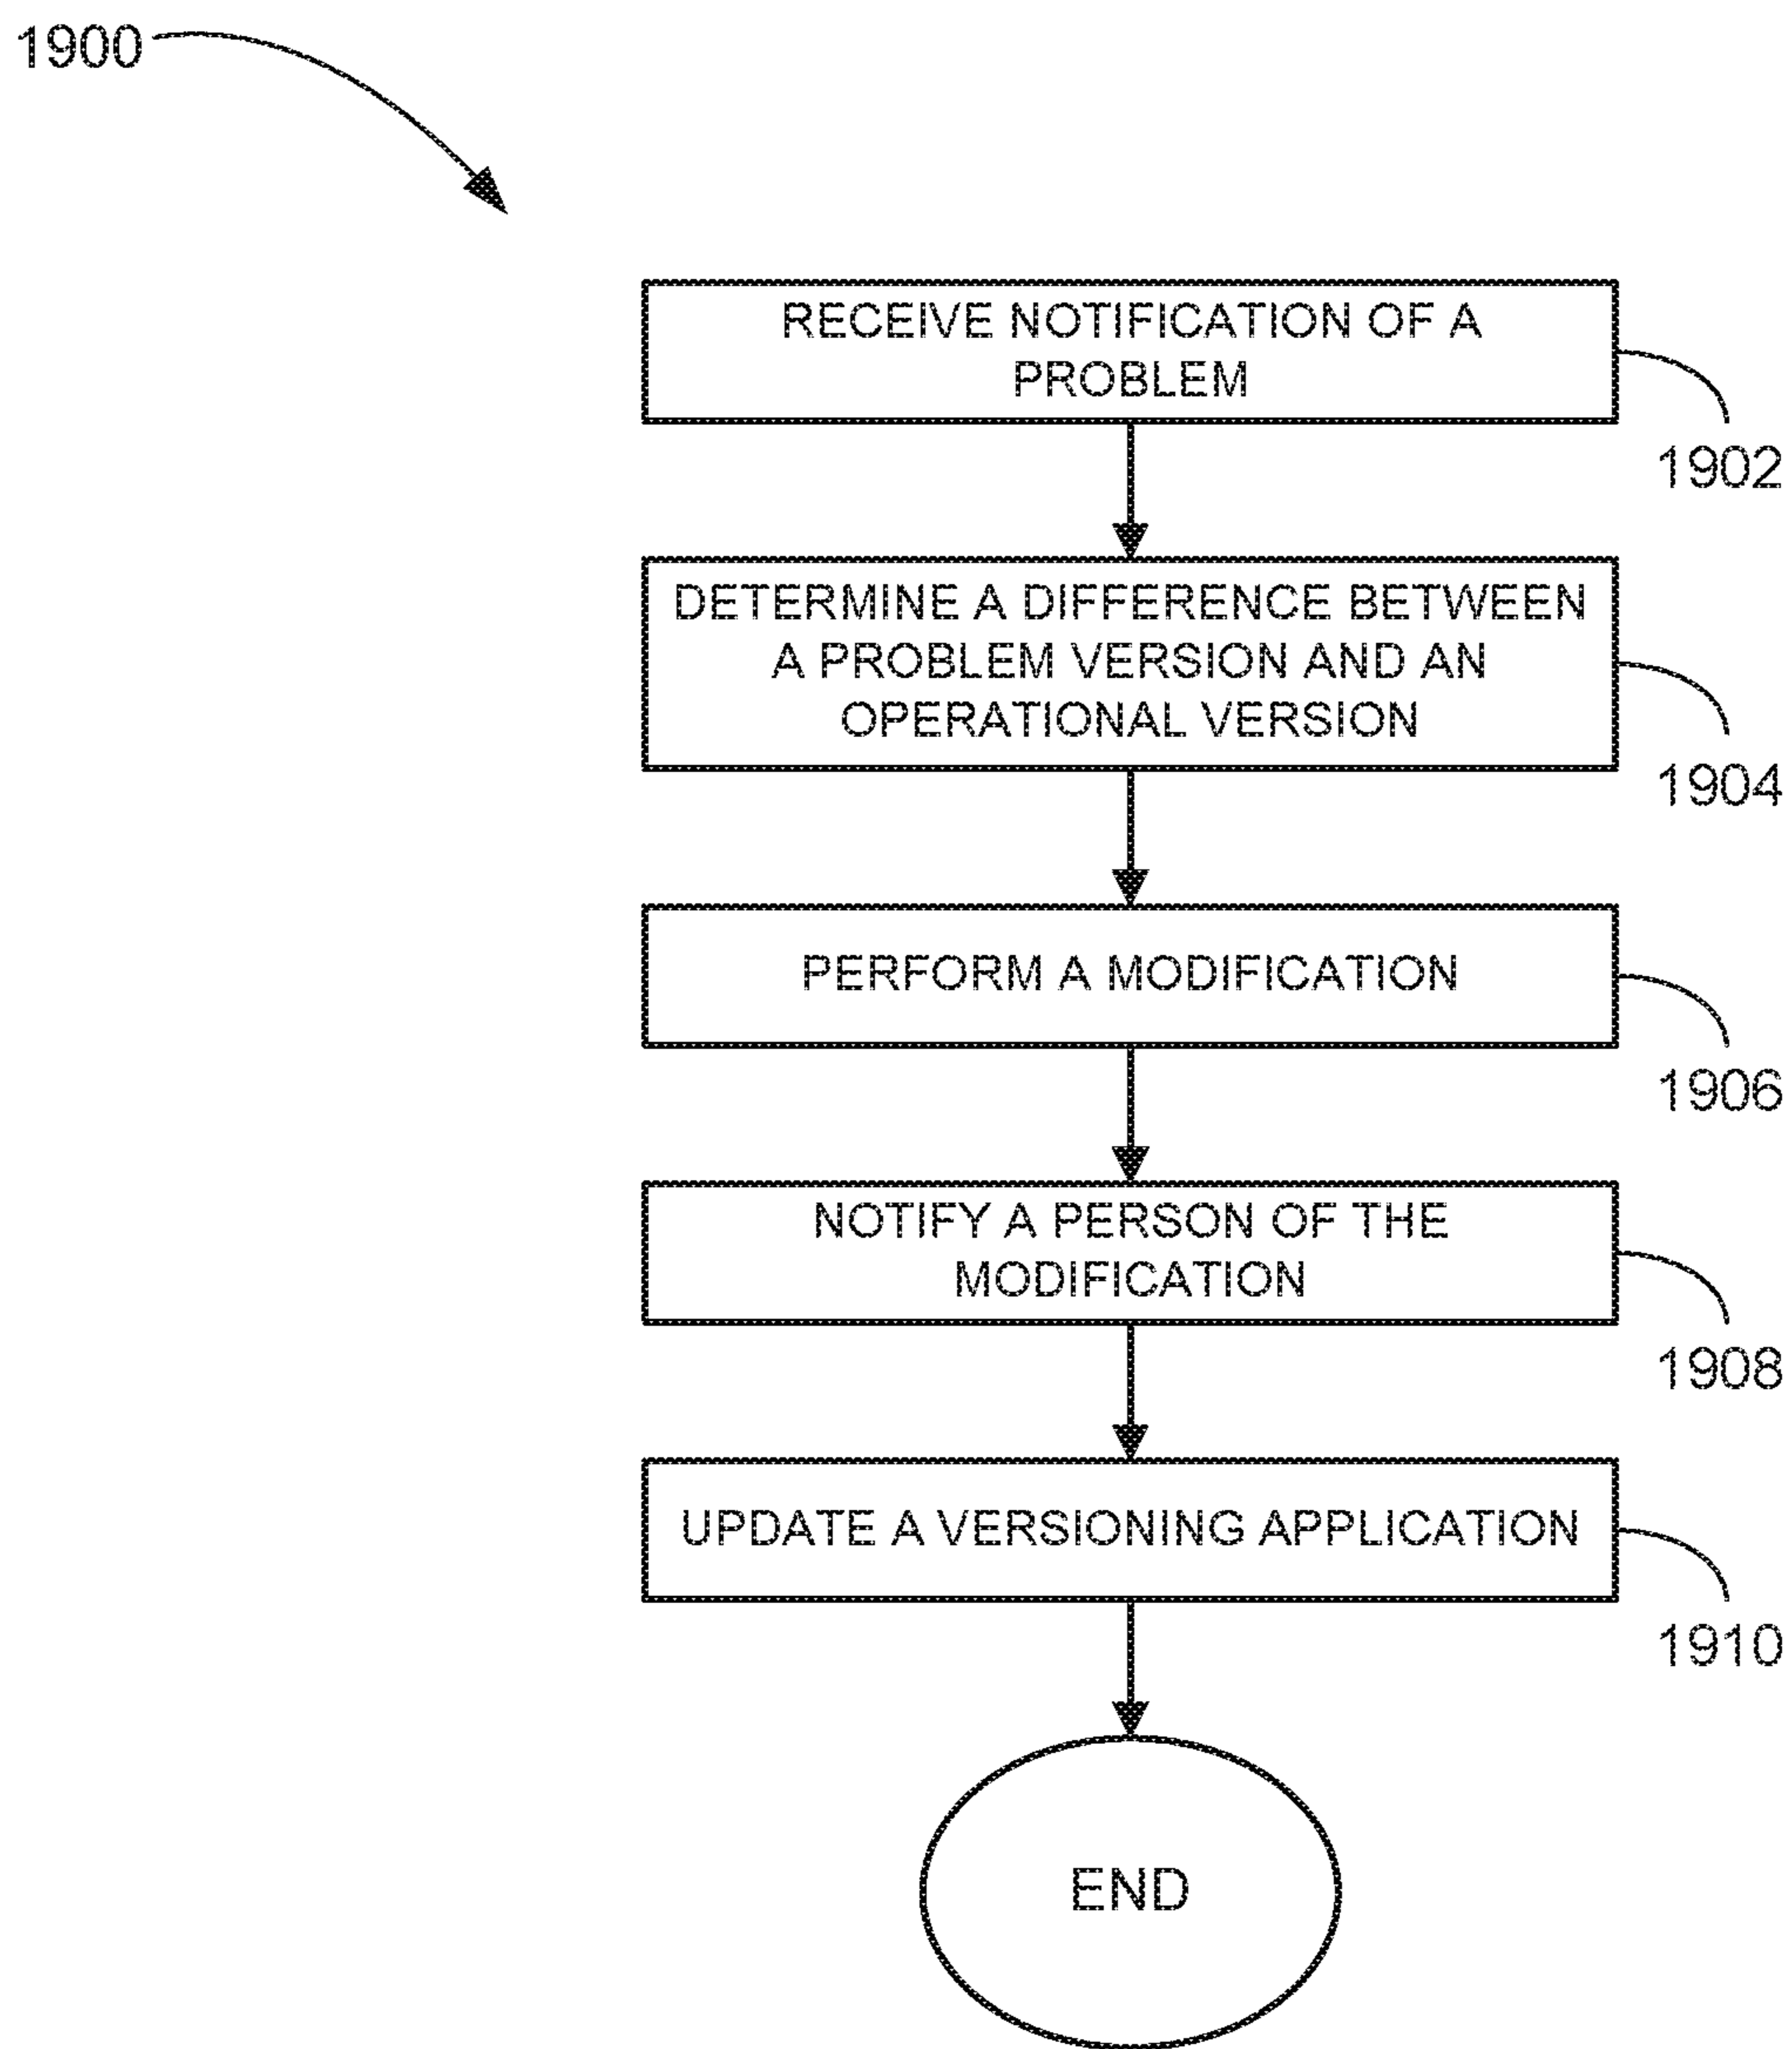 1900
RECEIVE NOTIFICATION OF A
PROBLEM
1902
DETERMINE A DIFFERENCE BETWEEN
A PROBLEM VERSION AND AN
OPERATIONAL VERSION
1904
PERFORM A MODIFICATION
1906
NOTIFY A PERSON OF THE
MODIFICATION
1908
UPDATE A VERSIONING APPLICATION
1910
END